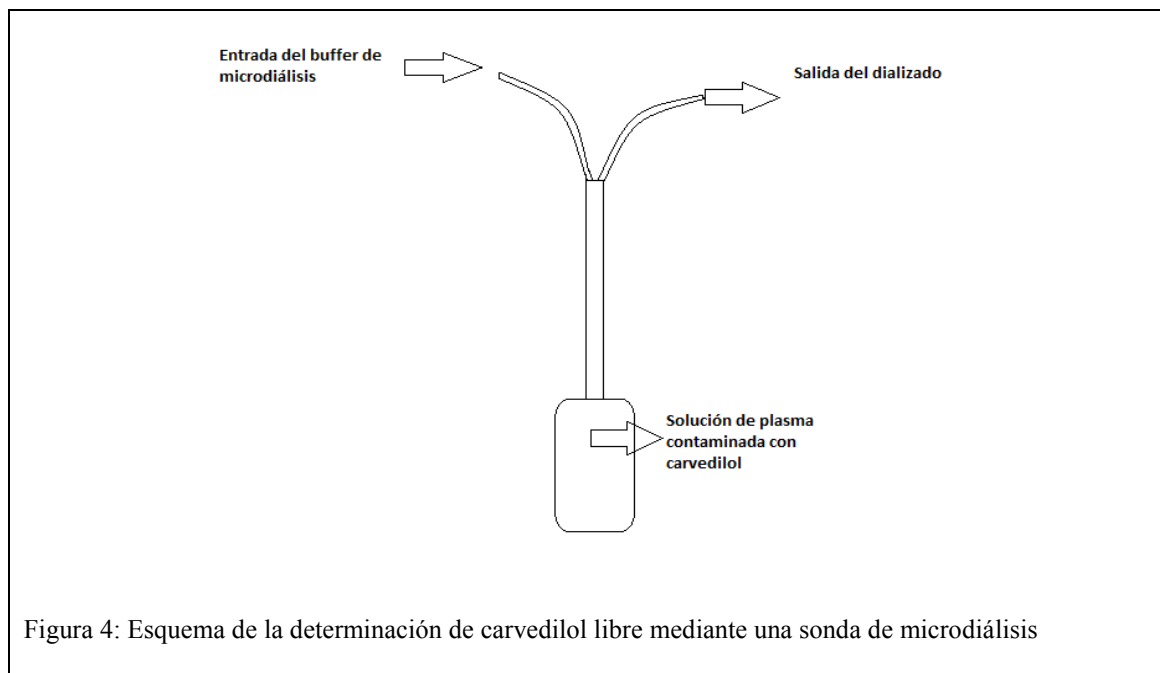 Entrada del buffer de
microdiálisis
Salida del dializado
Solución de plasma
contaminada con
carvedilol
Figura 4: Esquema de la determinación de carvedilol libre mediante una sonda de microdiálisis